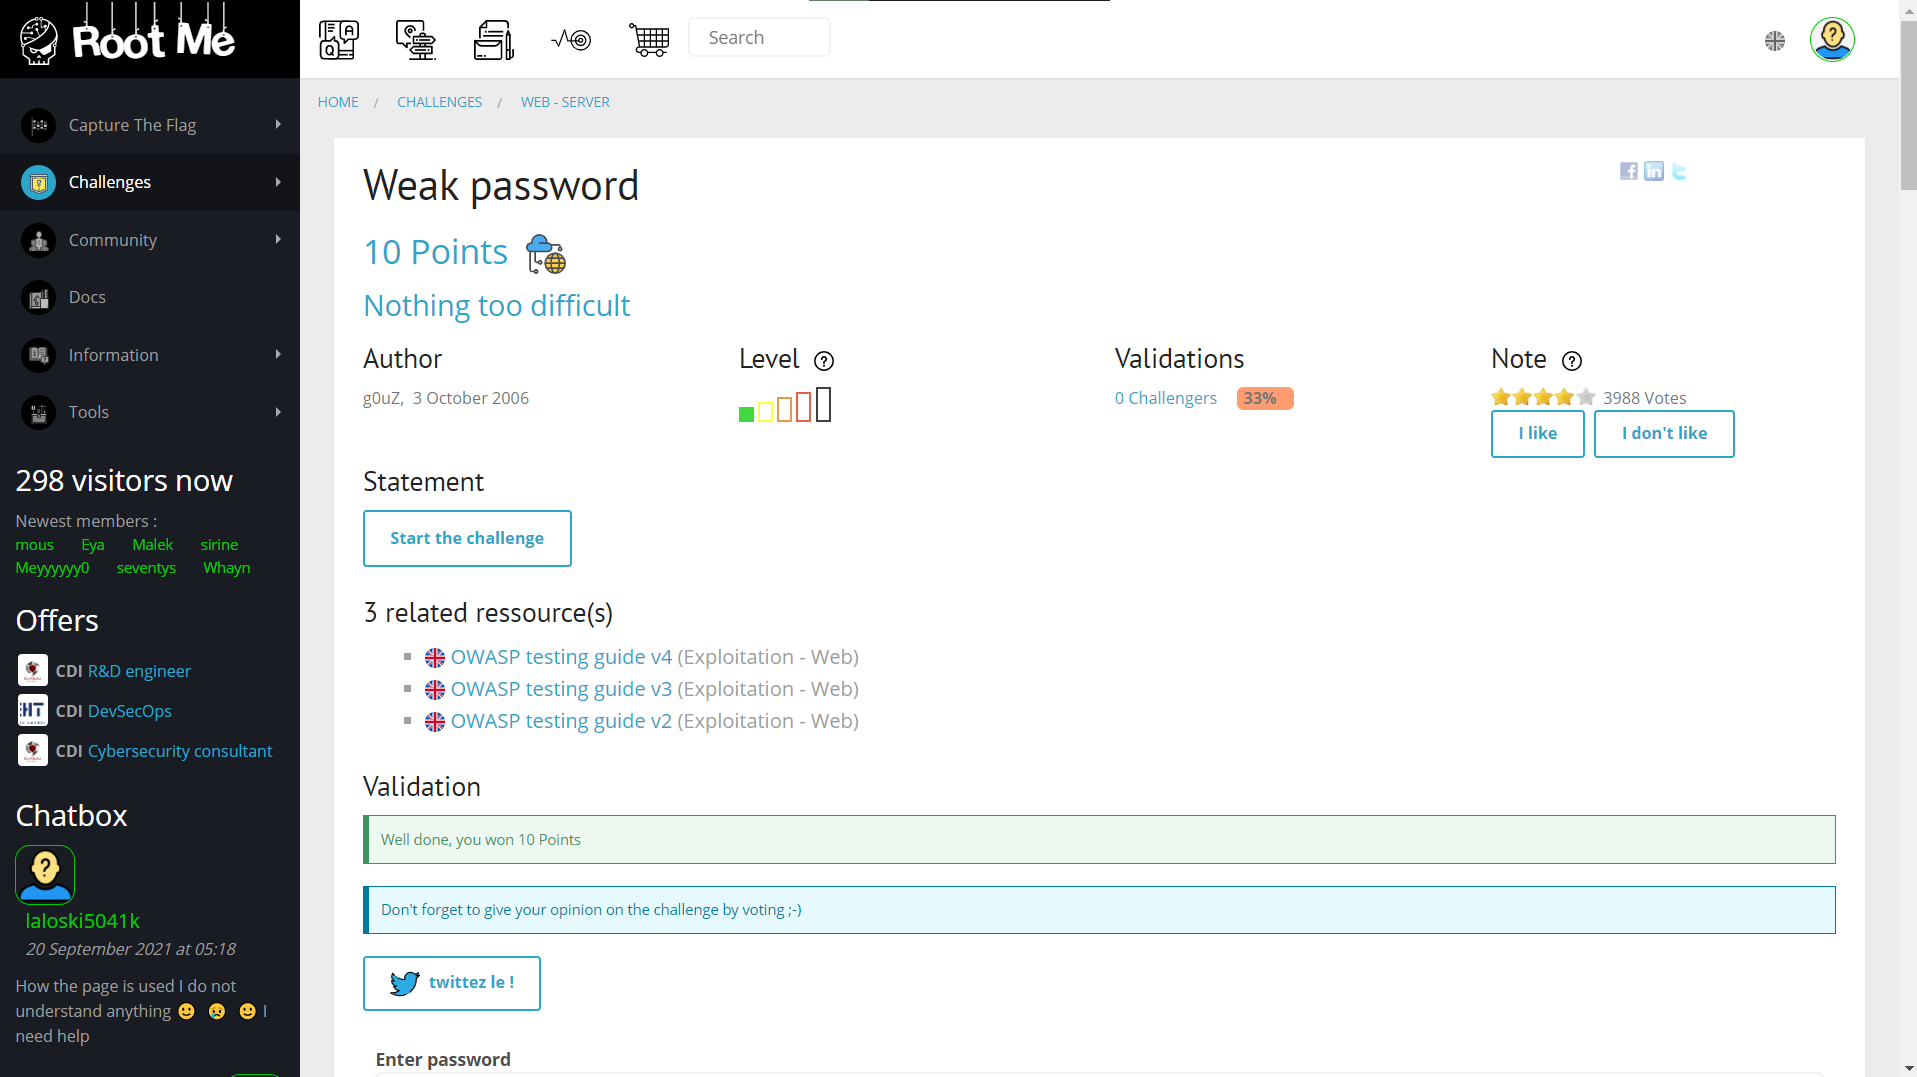 Root Me
Search
Capture The Flag
Challenges
Community
Docs
Information
Tools
298 visitors now
Newest members :
mous Eya Malek sirine
Meyyyyyy0 seventys Whayn
Offers
CDI R&D engineer
CDI DevSecOps
CDI Cybersecurity consultant
Chatbox
laloski5041k
20 September 2021 at 05:18
How the page is used I do not
understand anything 🙂 😢 🙂 I
need help
HOME / CHALLENGES / WEB - SERVER
Weak password
10 Points
Nothing too difficult
Author
g0uZ, 3 October 2006
Level
Validations
0 Challengers 33%
Note
3988 Votes
I like I don't like
Statement
Start the challenge
3 related ressource(s)
OWASP testing guide v4 (Exploitation - Web)
OWASP testing guide v3 (Exploitation - Web)
OWASP testing guide v2 (Exploitation - Web)
Validation
Well done, you won 10 Points
Don't forget to give your opinion on the challenge by voting ;-)
twittez le !
Enter password